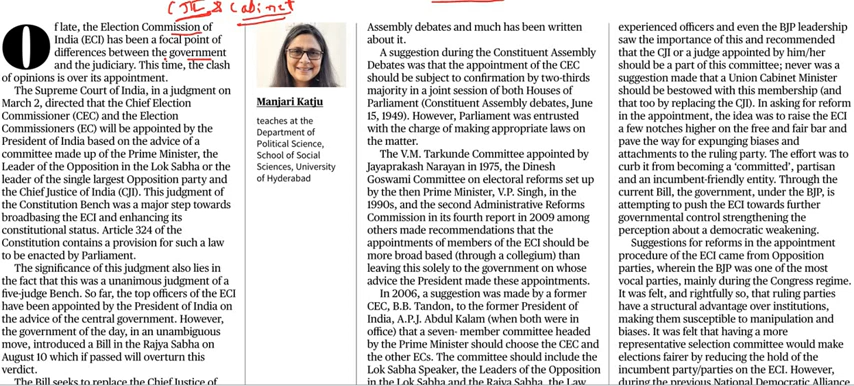 CJI & Cabinet
Of late, the Election Commission of
India (ECI) has been a focal point of
differences between the government
and the judiciary. This time, the clash
of opinions is over its appointment.
The Supreme Court of India, in a judgment on
March 2, directed that the Chief Election
Commissioner (CEC) and the Election
Commissioners (EC) will be appointed by the
President of India based on the advice of a
committee made up of the Prime Minister, the
Leader of the Opposition in the Lok Sabha or the
leader of the single largest Opposition party and
the Chief Justice of India (CJI). This judgment of
the Constitution Bench was a major step towards
broadbasing the ECI and enhancing its
constitutional status. Article 324 of the
Constitution contains a provision for such a law
to be enacted by Parliament.
The significance of this judgment also lies in
the fact that this was a unanimous judgment of a
five-judge Bench. So far, the top officers of the ECI
have been appointed by the President of India on
the advice of the central government. However,
the government of the day, in an unambiguous
move, introduced a Bill in the Rajya Sabha on
August 10 which if passed will overturn this
verdict.
The Bill seeks to replace the Chief Justice of
Manjari Katju
teaches at the
Department of
Political Science,
School of Social
Sciences, University
of Hyderabad
Assembly debates and much has been written
about it.
A suggestion during the Constituent Assembly
Debates was that the appointment of the CEC
should be subject to confirmation by two-thirds
majority in a joint session of both Houses of
Parliament (Constituent Assembly debates, June
15, 1949). However, Parliament was entrusted
with the charge of making appropriate laws on
the matter.
The V.M. Tarkunde Committee appointed by
Jayaprakash Narayan in 1975, the Dinesh
Goswami Committee on electoral reforms set up
by the then Prime Minister, V.P. Singh, in the
1990s, and the second Administrative Reforms
Commission in its fourth report in 2009 among
others made recommendations that the
appointments of members of the ECI should be
more broad based (through a collegium) than
leaving this solely to the government on whose
advice the President made these appointments.
In 2006, a suggestion was made by a former
CEC, B.B. Tandon, to the former President of
India, A.P.J. Abdul Kalam (when both were in
office) that a seven- member committee headed
by the Prime Minister should choose the CEC and
the other ECs. The committee should include the
Lok Sabha Speaker, the Leaders of the Opposition
in the Lok Sabha and the Rajya Sabha, the Law
experienced officers and even the BJP leadership
saw the importance of this and recommended
that the CJI or a judge appointed by him/her
should be a part of this committee; never was a
suggestion made that a Union Cabinet Minister
should be bestowed with this membership (and
that too by replacing the CJI). In asking for reform
in the appointment, the idea was to raise the ECI
a few notches higher on the free and fair bar and
pave the way for expunging biases and
attachments to the ruling party. The effort was to
curb it from becoming a ‘committed’, partisan
and an incumbent-friendly entity. Through the
current Bill, the government, under the BJP, is
attempting to push the ECI towards further
governmental control strengthening the
perception about a democratic weakening.
Suggestions for reforms in the appointment
procedure of the ECI came from Opposition
parties, wherein the BJP was one of the most
vocal parties, mainly during the Congress regime.
It was felt, and rightfully so, that ruling parties
have a structural advantage over institutions,
making them susceptible to manipulation and
biases. It was felt that having a more
representative selection committee would make
elections fairer by reducing the hold of the
incumbent party/parties on the ECI. However,
during the previous National Democratic Alliance